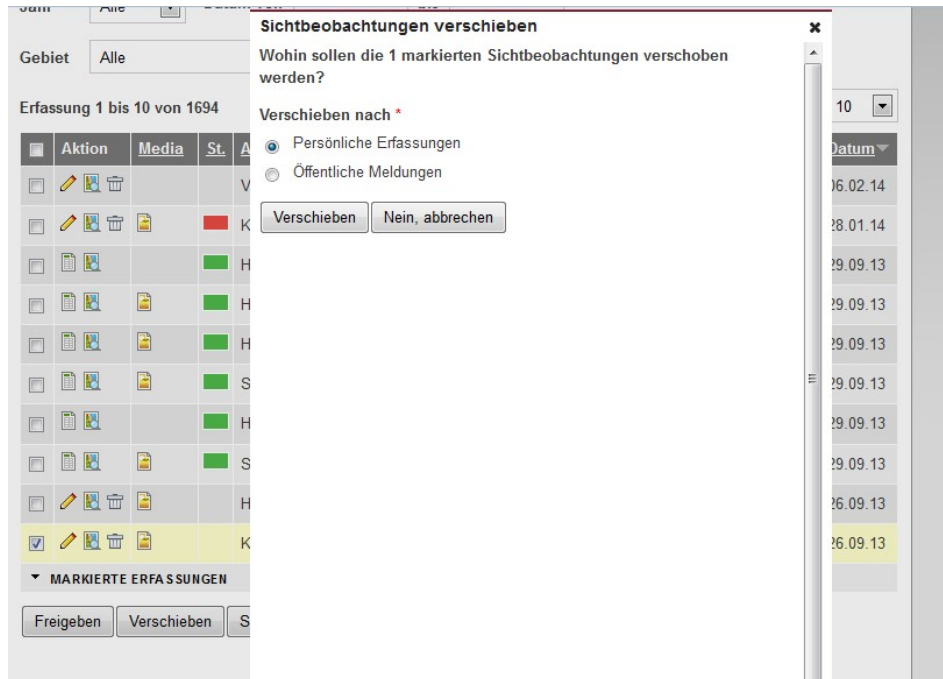 Sichtbeobachtungen verschieben
Wohin sollen die 1 markierten Sichtbeobachtungen verschoben
werden?
Verschieben nach *
Persönliche Erfassungen
Öffentliche Meldungen
Verschieben Nein, abbrechen
Jahr Alle
Gebiet Alle
Erfassung 1 bis 10 von 1694 10
Aktion Media St. A Datum
V 06.02.14
K 28.01.14
H 29.09.13
H 29.09.13
H 29.09.13
S 29.09.13
H 29.09.13
S 29.09.13
H 26.09.13
K 26.09.13
MARKIERTE ERFASSUNGEN
Freigeben Verschieben S